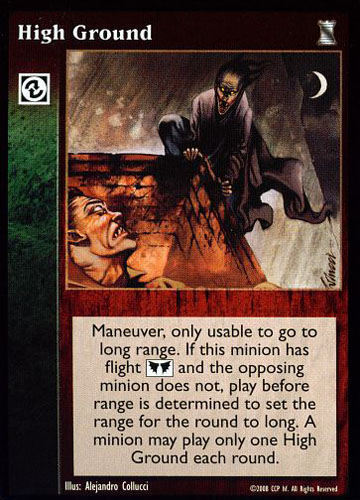 High Ground
Maneuver, only usable to go to
long range. If this minion has
flight and the opposing
minion does not, play before
range is determined to set the
range for the round to long. A
minion may play only one High
Ground each round.
Illus: Alejandro Collucci
©2008 CCP hf. All Rights Reserved